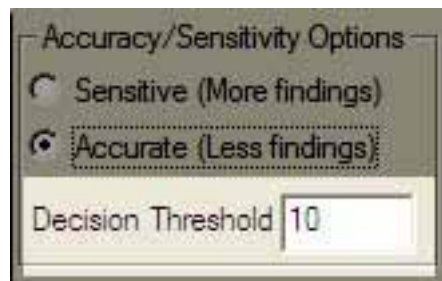 Accuracy/Sensitivity Options
Sensitive (More findings)
Accurate (Less findings)
Decision Threshold 10